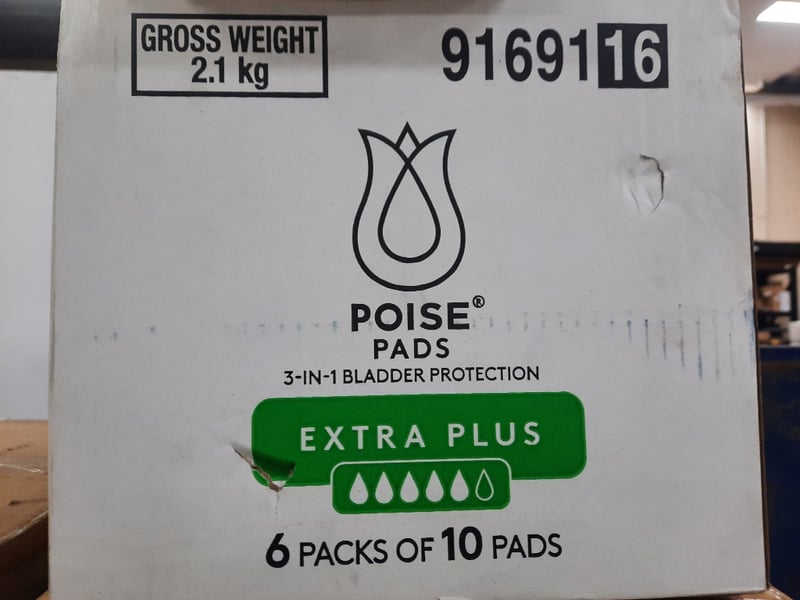 GROSS WEIGHT
2.1 kg
9169116
POISE®
PADS
3-IN-1 BLADDER PROTECTION
EXTRA PLUS
6 PACKS OF 10 PADS